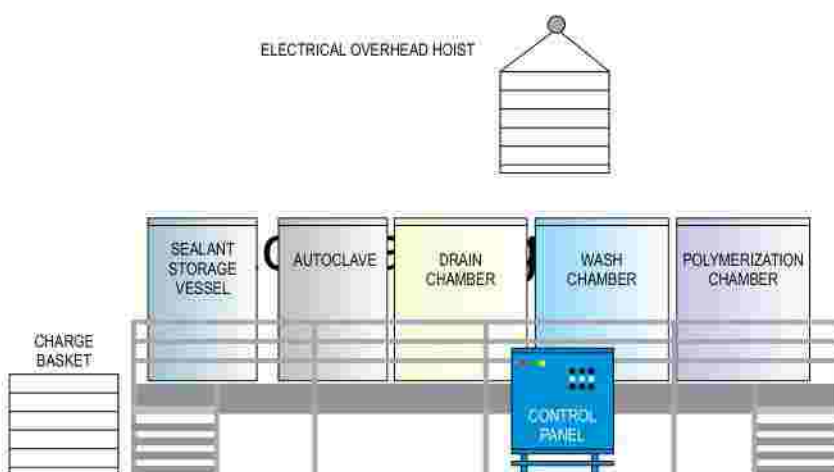 ELECTRICAL OVERHEAD HOIST
SEALANT
STORAGE
VESSEL
AUTOCLAVE
DRAIN
CHAMBER
WASH
CHAMBER
POLYMERIZATION
CHAMBER
CHARGE
BASKET
CONTROL
PANEL